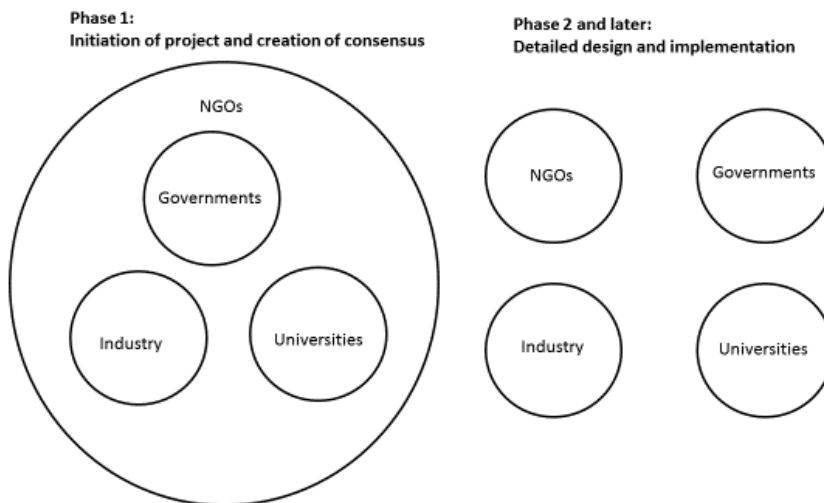 Phase 1:
Initiation of project and creation of consensus
NGOs
Governments
Industry
Universities
Phase 2 and later:
Detailed design and implementation
NGOs
Governments
Industry
Universities